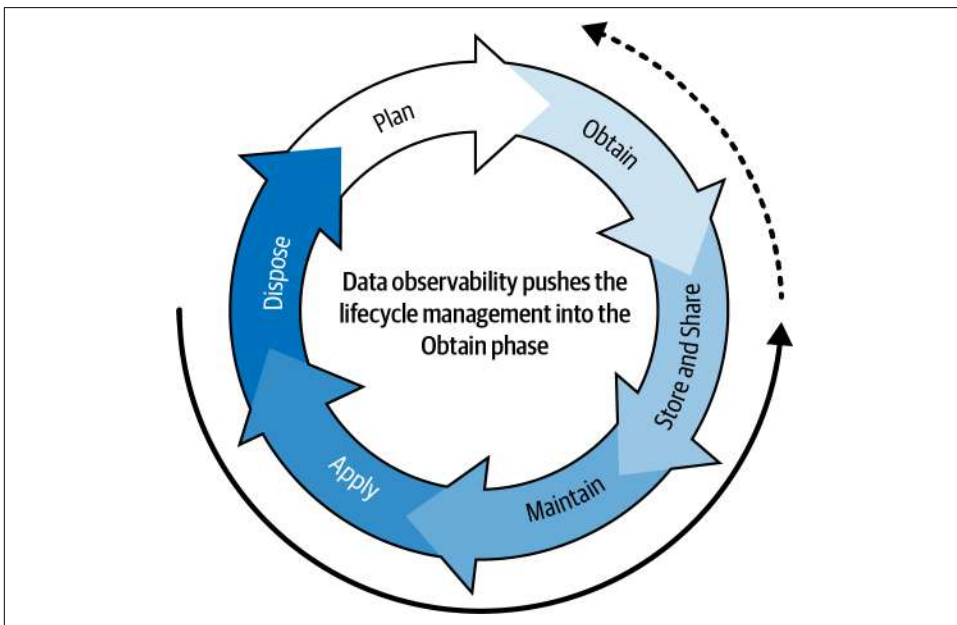 Plan
Obtain
Store and Share
Maintain
Apply
Dispose
Data observability pushes the
lifecycle management into the
Obtain phase